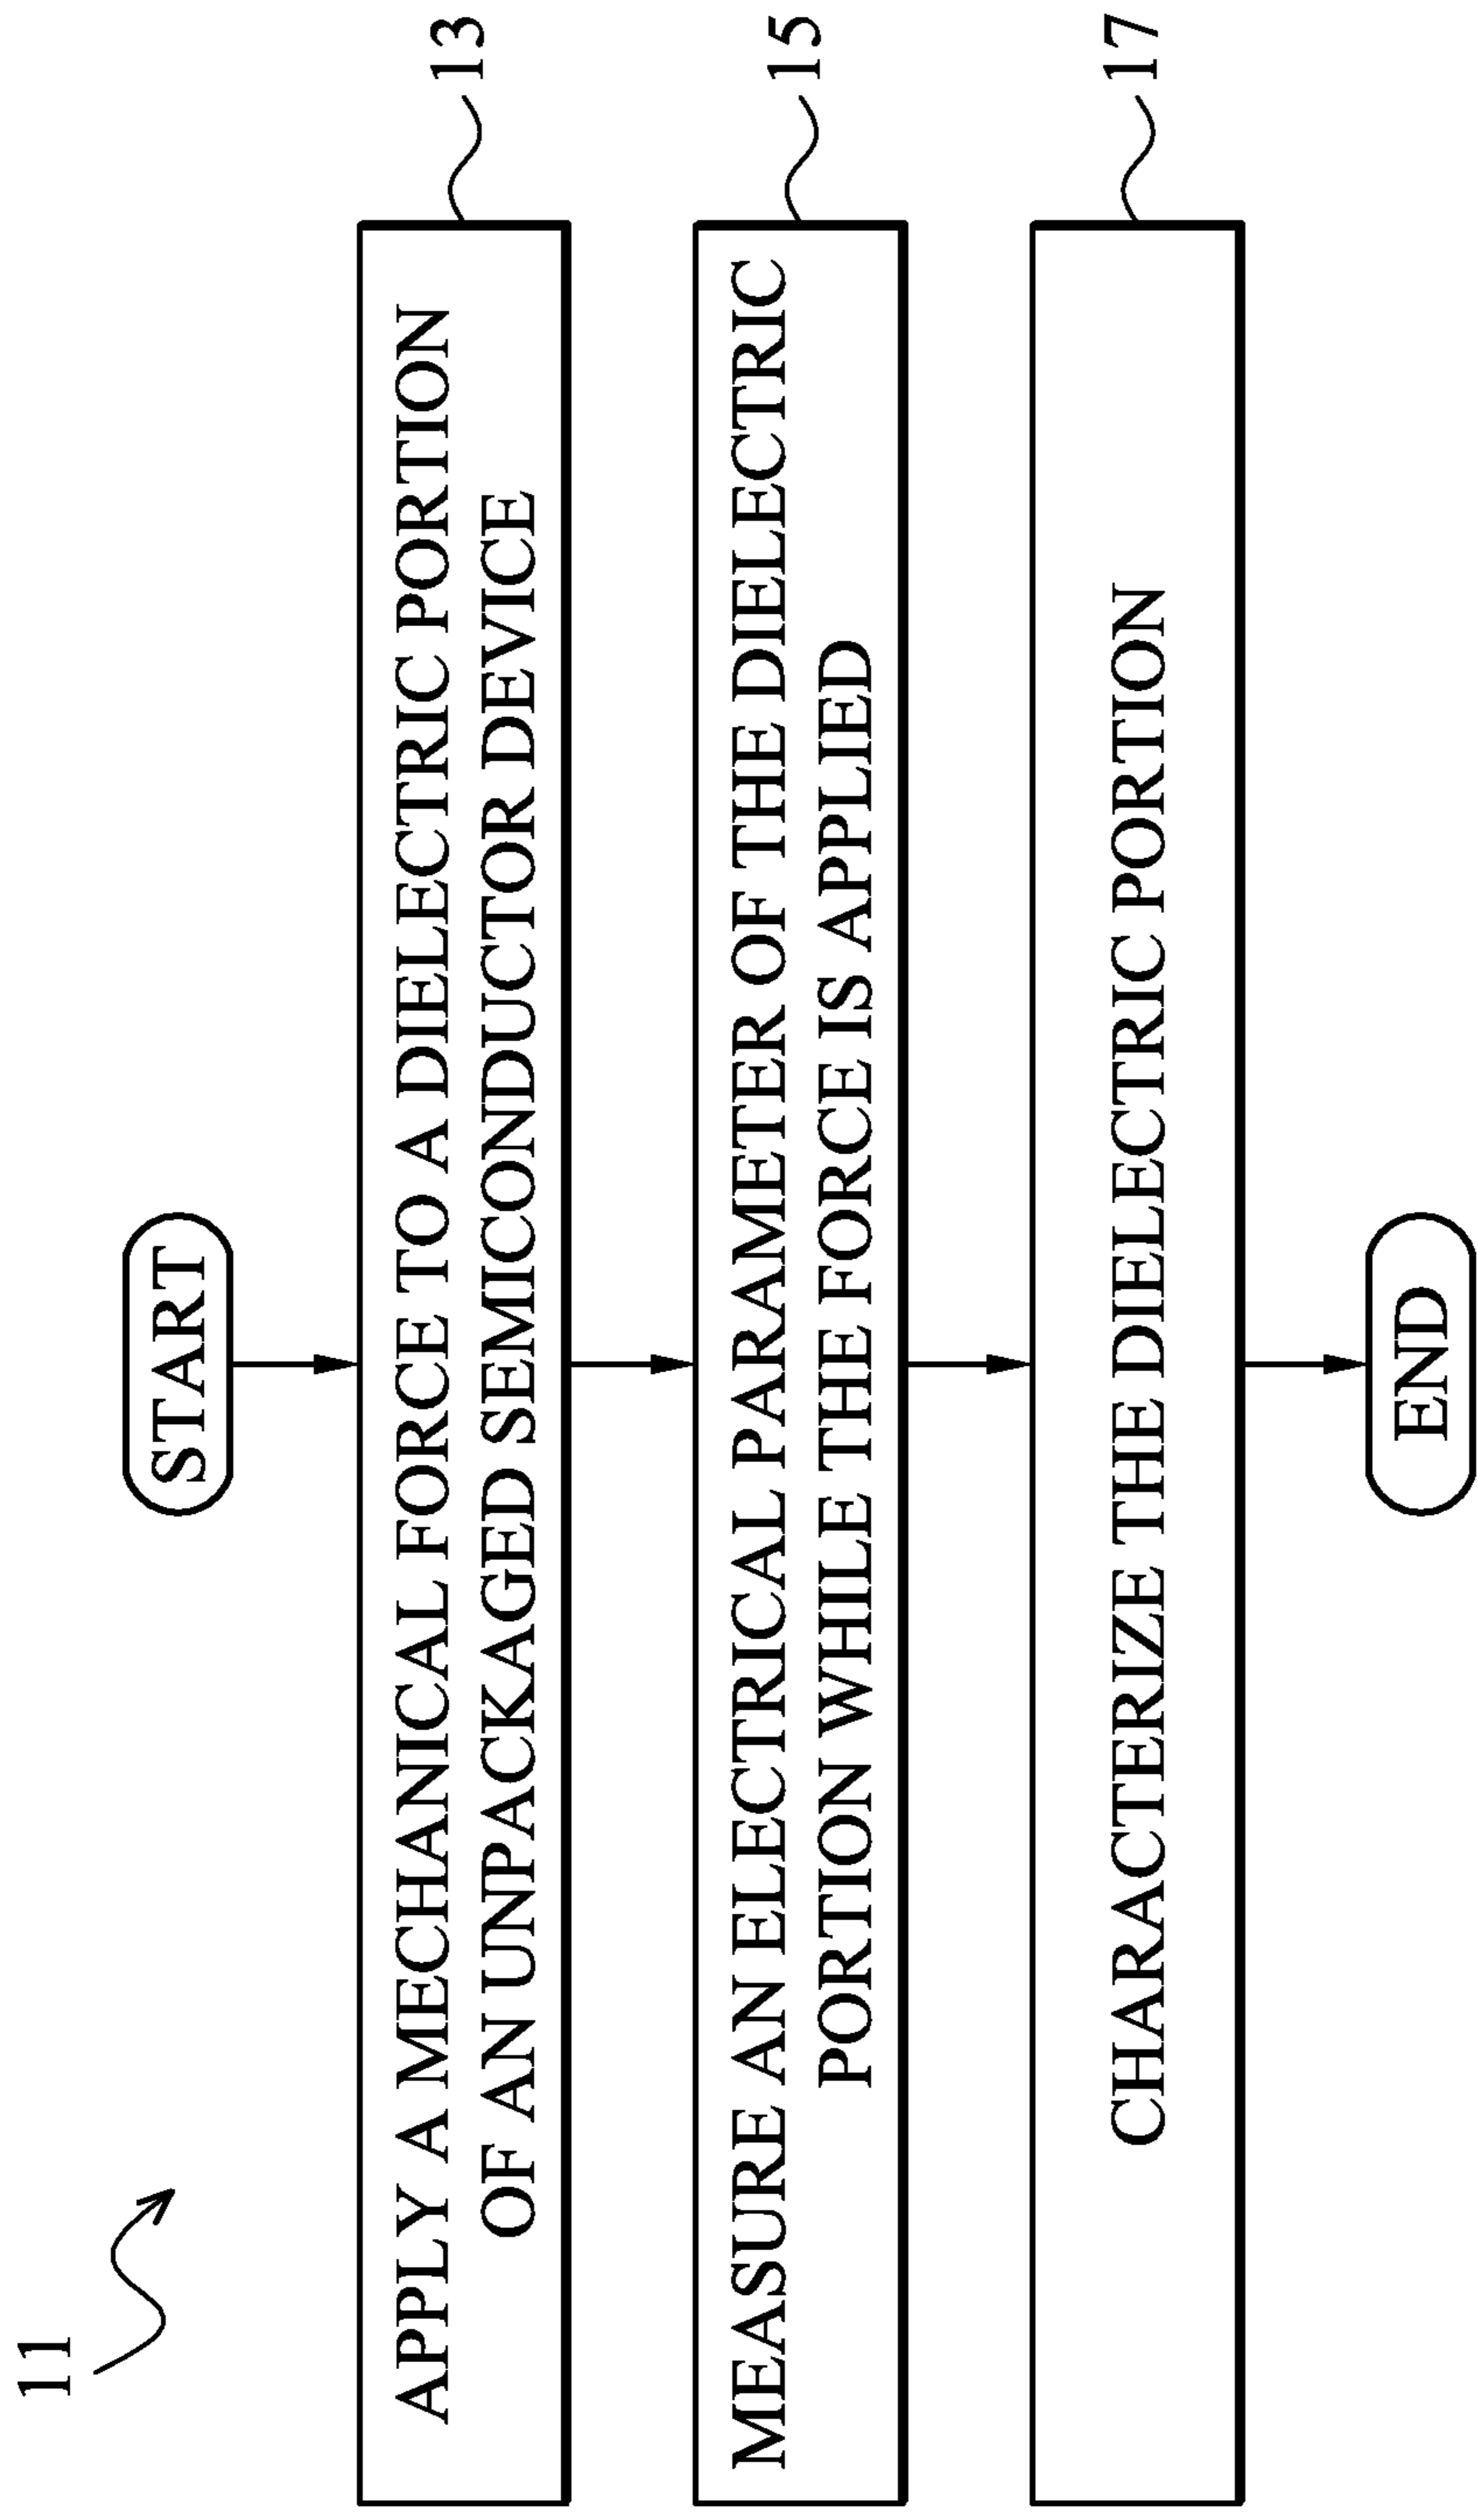 11
START
APPLY A MECHANICAL FORCE TO A DIELECTRIC PORTION
OF AN UNPACKAGED SEMICONDUCTOR DEVICE
13
MEASURE AN ELECTRICAL PARAMETER OF THE DIELECTRIC
PORTION WHILE THE FORCE IS APPLIED
15
CHARACTERIZE THE DIELECTRIC PORTION
17
END